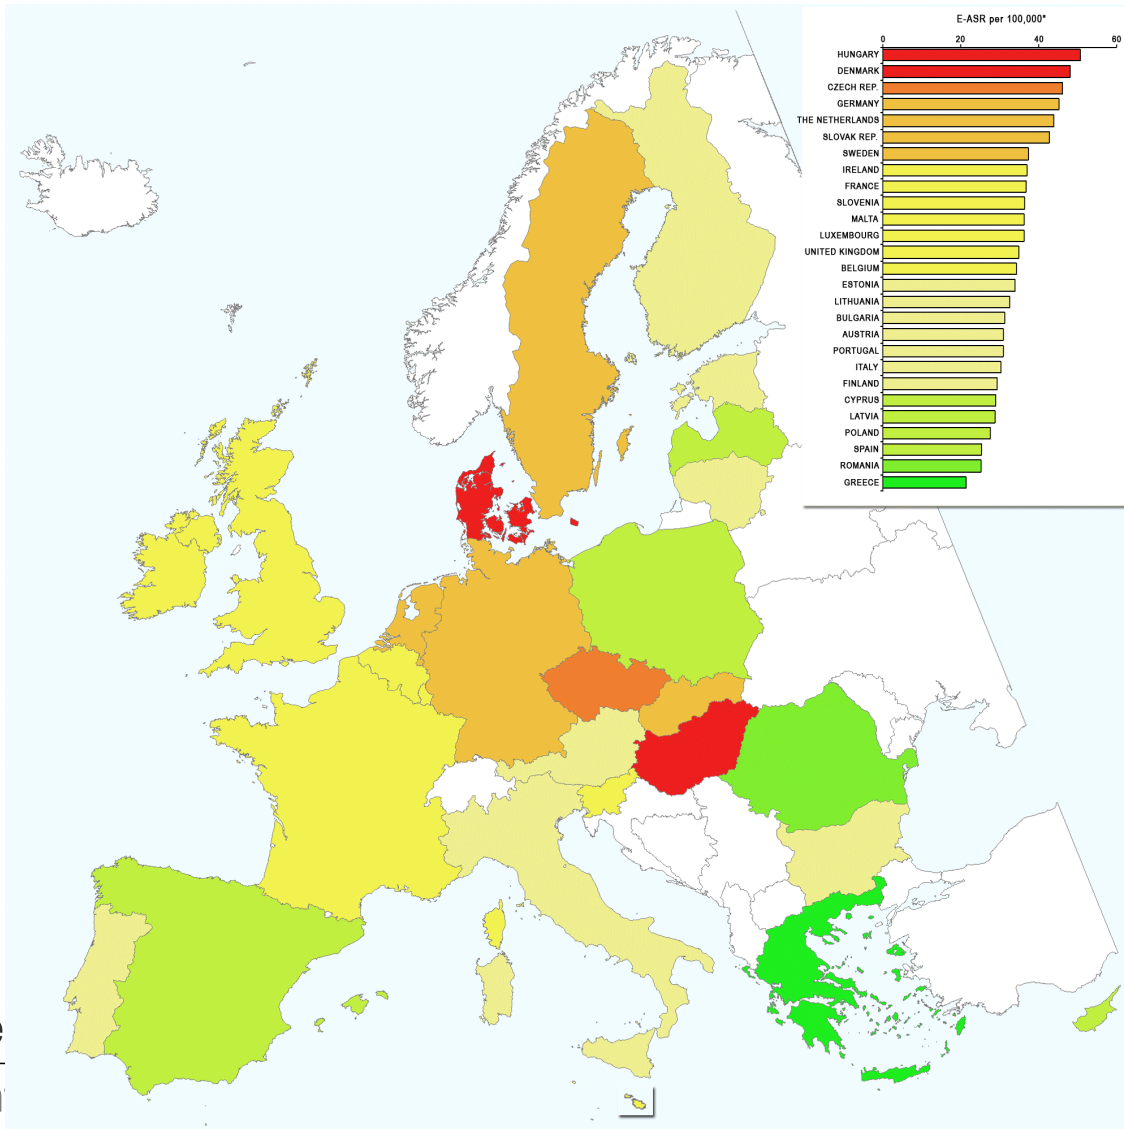 E-ASR per 100,000*
0 20 40 60
HUNGARY
DENMARK
CZECH REP.
GERMANY
THE NETHERLANDS
SLOVAK REP.
SWEDEN
IRELAND
FRANCE
SLOVENIA
MALTA
LUXEMBOURG
UNITED KINGDOM
BELGIUM
ESTONIA
LITHUANIA
BULGARIA
AUSTRIA
PORTUGAL
ITALY
FINLAND
CYPRUS
LATVIA
POLAND
SPAIN
ROMANIA
GREECE